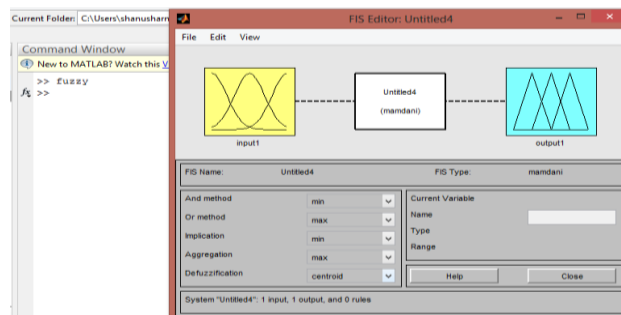 Current Folder: C:\Users\shanusharm
FIS Editor: Untitled4
File Edit View
Command Window
New to MATLAB? Watch this V
>> fuzzy
fx >>
Untitled4
(mamdani)
input1
output1
FIS Name: Untitled4 FIS Type: mamdani
And method min
Or method max
Implication min
Aggregation max
Defuzzification centroid
Current Variable
Name
Type
Range
Help Close
System "Untitled4": 1 input, 1 output, and 0 rules